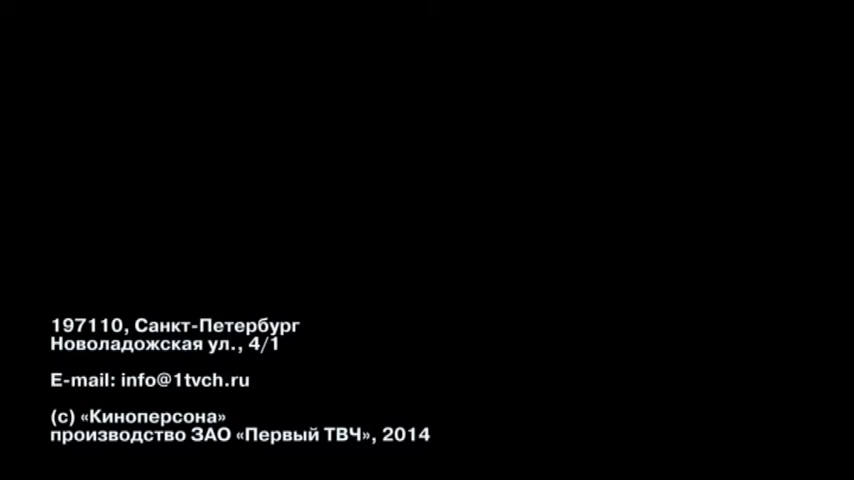 197110, Санкт-Петербург
Новоладожская ул., 4/1
E-mail: info@1tvch.ru
(с) «Киноперсона»
производство ЗАО «Первый ТВЧ», 2014